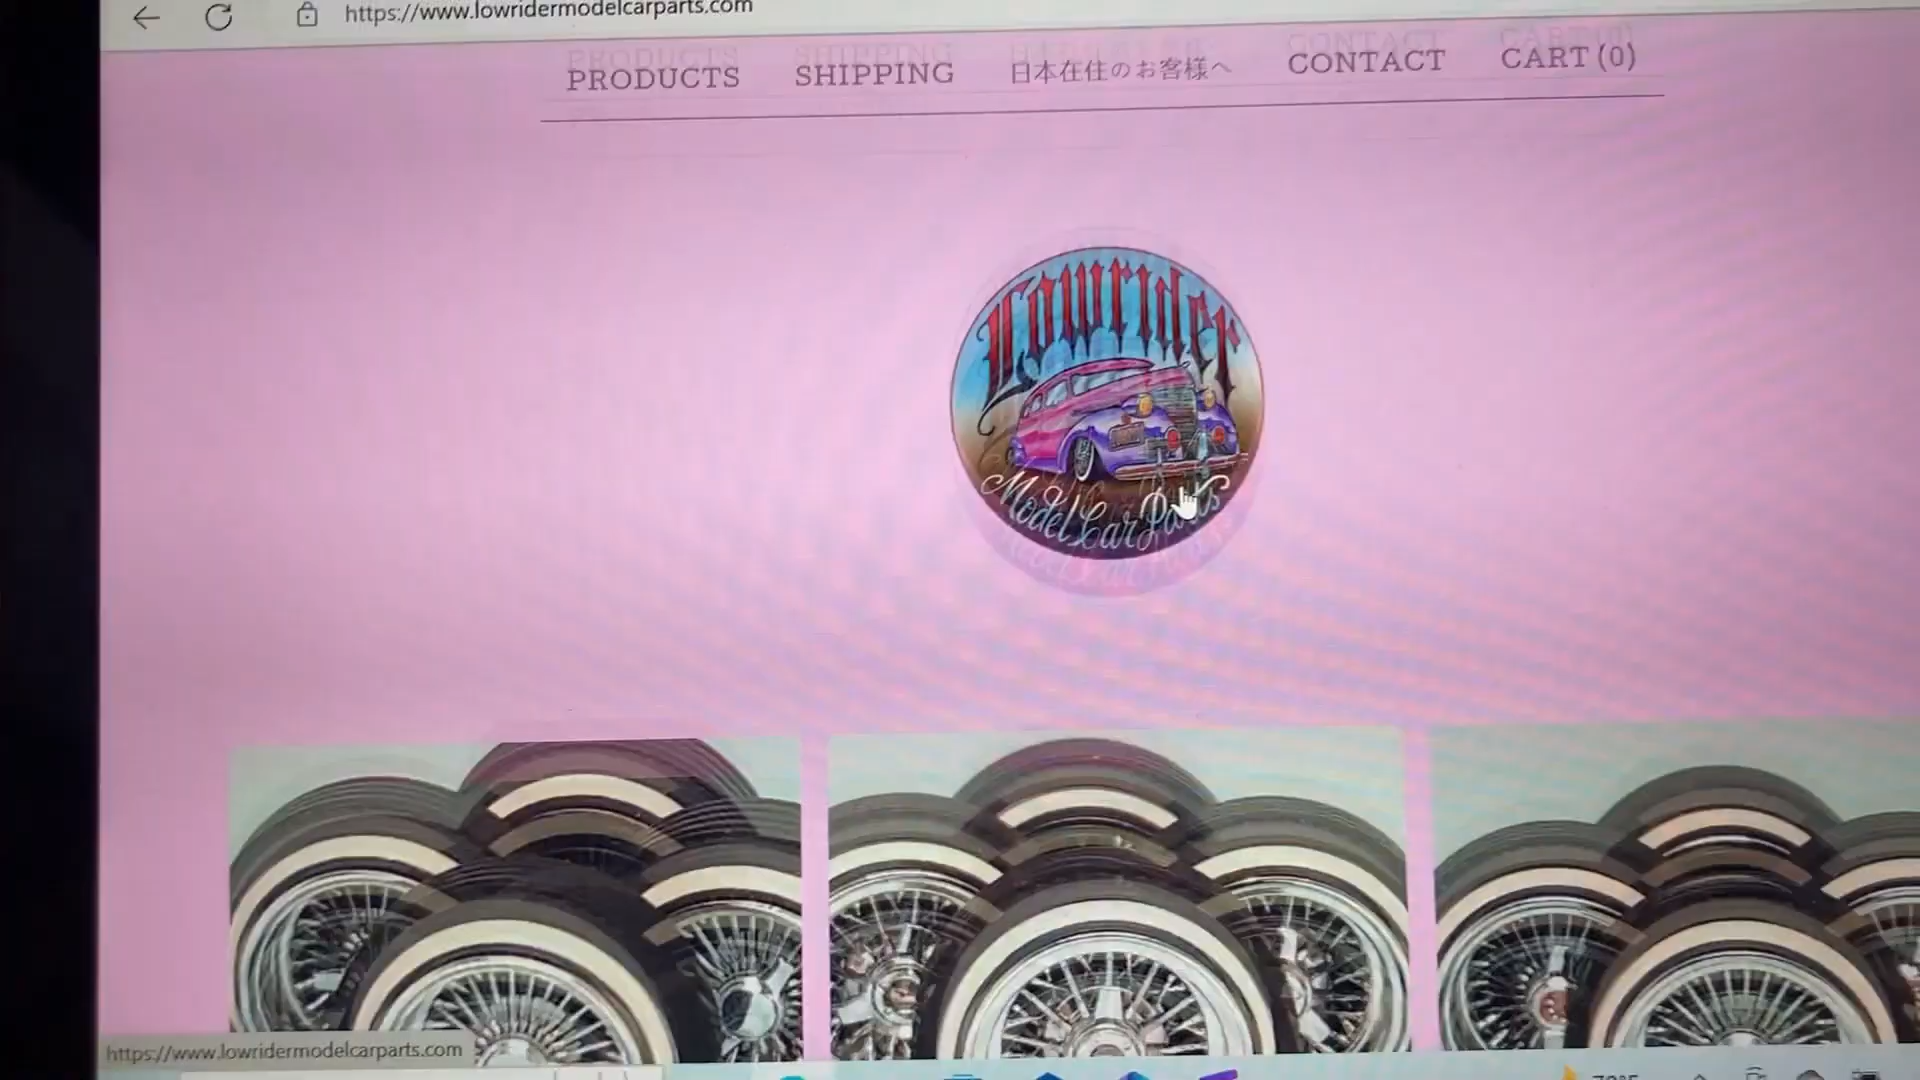 https://www.lowridermodelcarparts.com
PRODUCTS SHIPPING 日本在住のお客様へ CONTACT CART (0)
Lowrider
Model Car Parts
https://www.lowridermodelcarparts.com